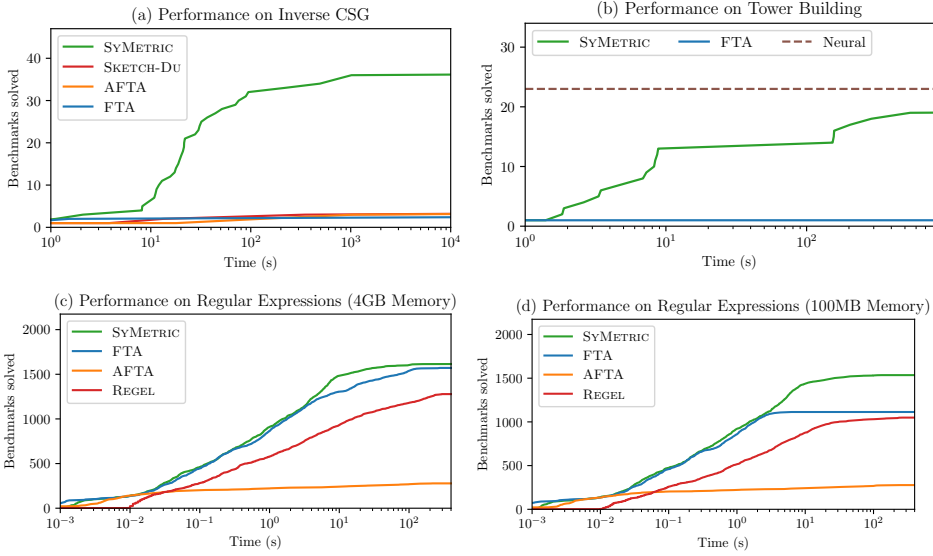 (a) Performance on Inverse CSG
Benchmarks solved
40
30
20
10
0
SYMETRIC
SKETCH-DU
AFTA
FTA
10^0
10^1
10^2
10^3
10^4
Time (s)
(b) Performance on Tower Building
Benchmarks solved
30
20
10
0
SYMETRIC
FTA
Neural
10^0
10^1
10^2
Time (s)
(c) Performance on Regular Expressions (4GB Memory)
Benchmarks solved
2000
1500
1000
500
0
SYMETRIC
FTA
AFTA
REGEL
10^−3
10^−2
10^−1
10^0
10^1
10^2
Time (s)
(d) Performance on Regular Expressions (100MB Memory)
Benchmarks solved
2000
1500
1000
500
0
SYMETRIC
FTA
AFTA
REGEL
10^−3
10^−2
10^−1
10^0
10^1
10^2
Time (s)